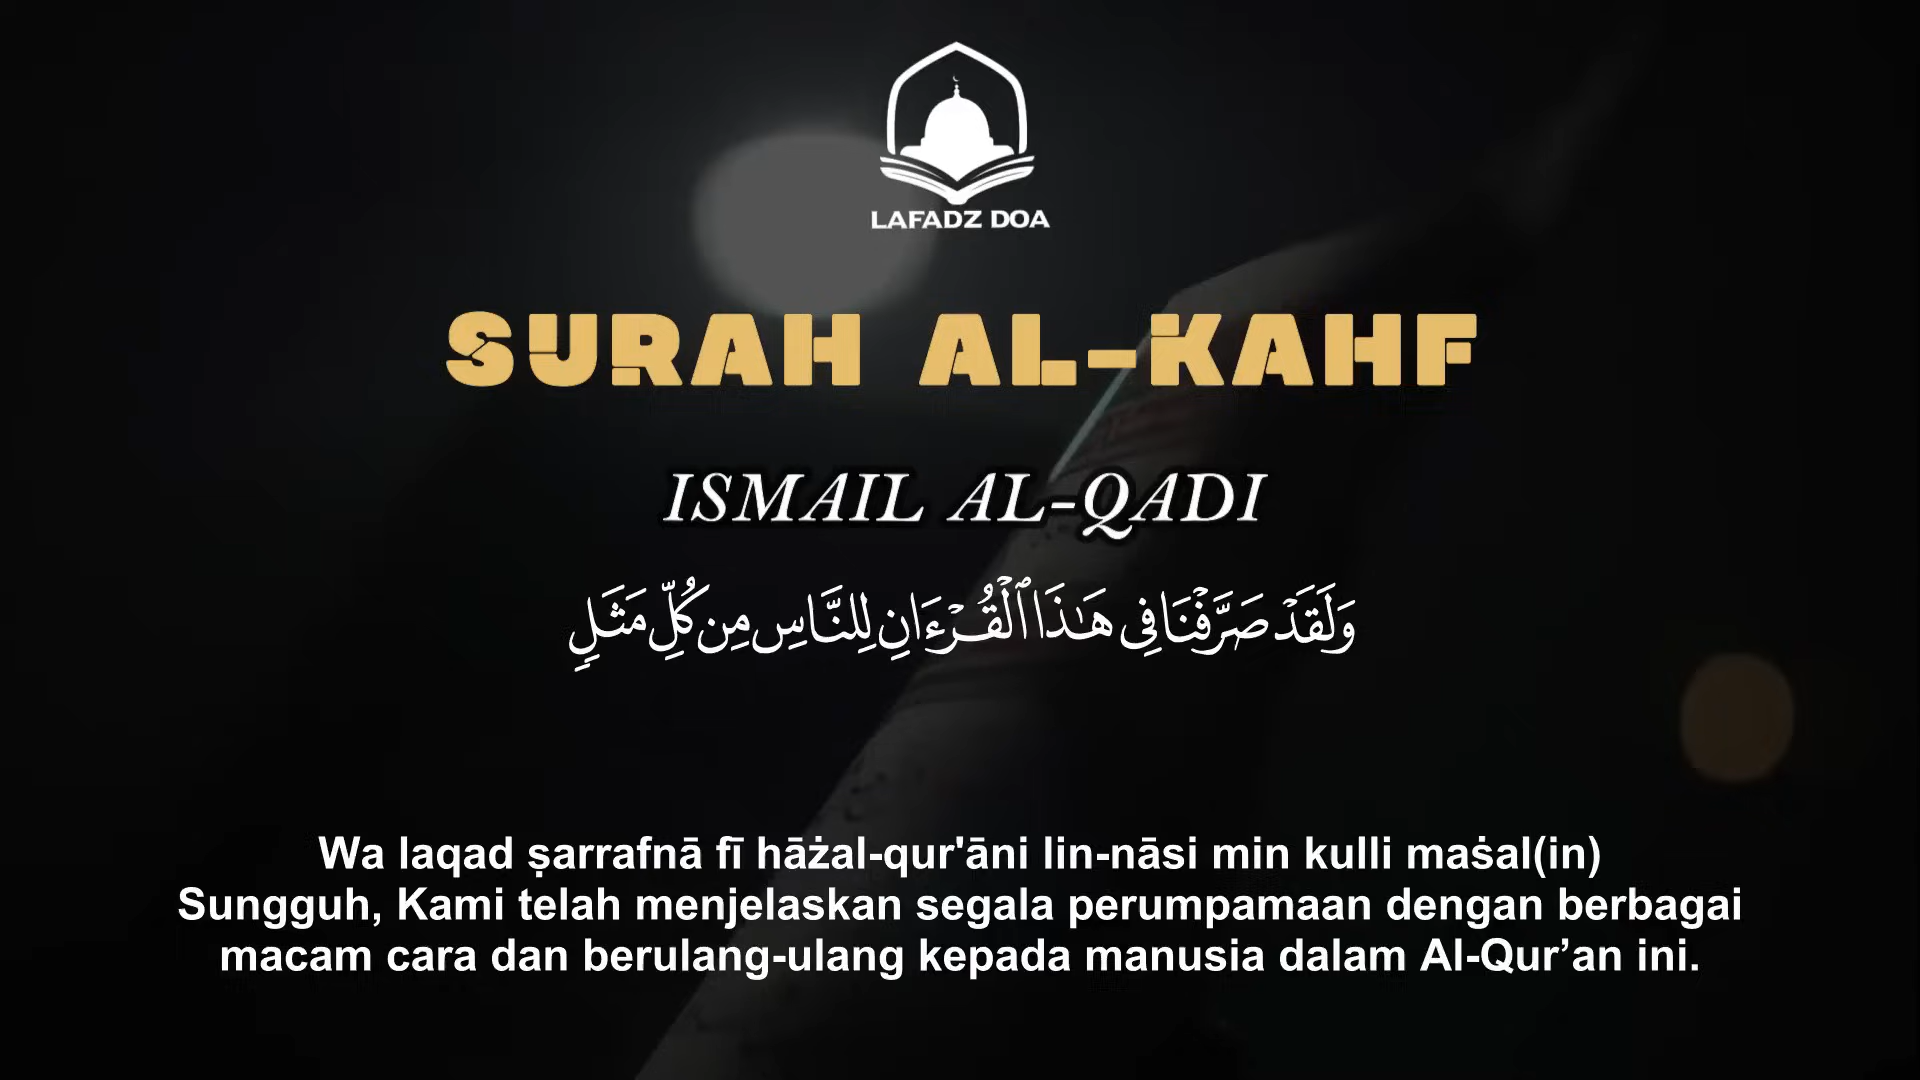 LAFADZ DOA
SURAH AL-KAHF
ISMAIL AL-QADI
وَلَقَدْ صَرَّفْنَا فِى هَـٰذَا ٱلْقُرْءَانِ لِلنَّاسِ مِن كُلِّ مَثَلٍ
Wa laqad ṣarrafnā fī hāżal-qur'āni lin-nāsi min kulli maṡal(in)
Sungguh, Kami telah menjelaskan segala perumpamaan dengan berbagai
macam cara dan berulang-ulang kepada manusia dalam Al-Qur’an ini.